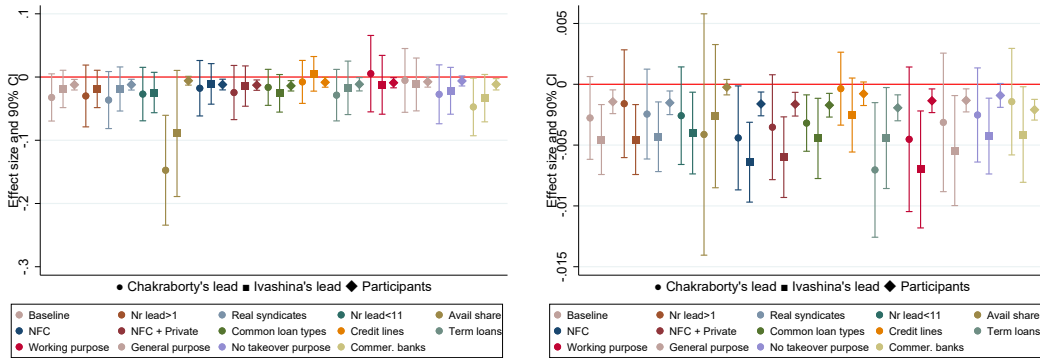 Effect size and 90% CI
.1
0
-.1
-.2
-.3
Chakraborty's lead Ivashina's lead Participants
Baseline Nr lead>1 Real syndicates Nr lead<11 Avail share
NFC NFC + Private Common loan types Credit lines Term loans
Working purpose General purpose No takeover purpose Commer. banks
Effect size and 90% CI
.005
0
-.005
-.01
-.015
Chakraborty's lead Ivashina's lead Participants
Baseline Nr lead>1 Real syndicates Nr lead<11 Avail share
NFC NFC + Private Common loan types Credit lines Term loans
Working purpose General purpose No takeover purpose Commer. banks